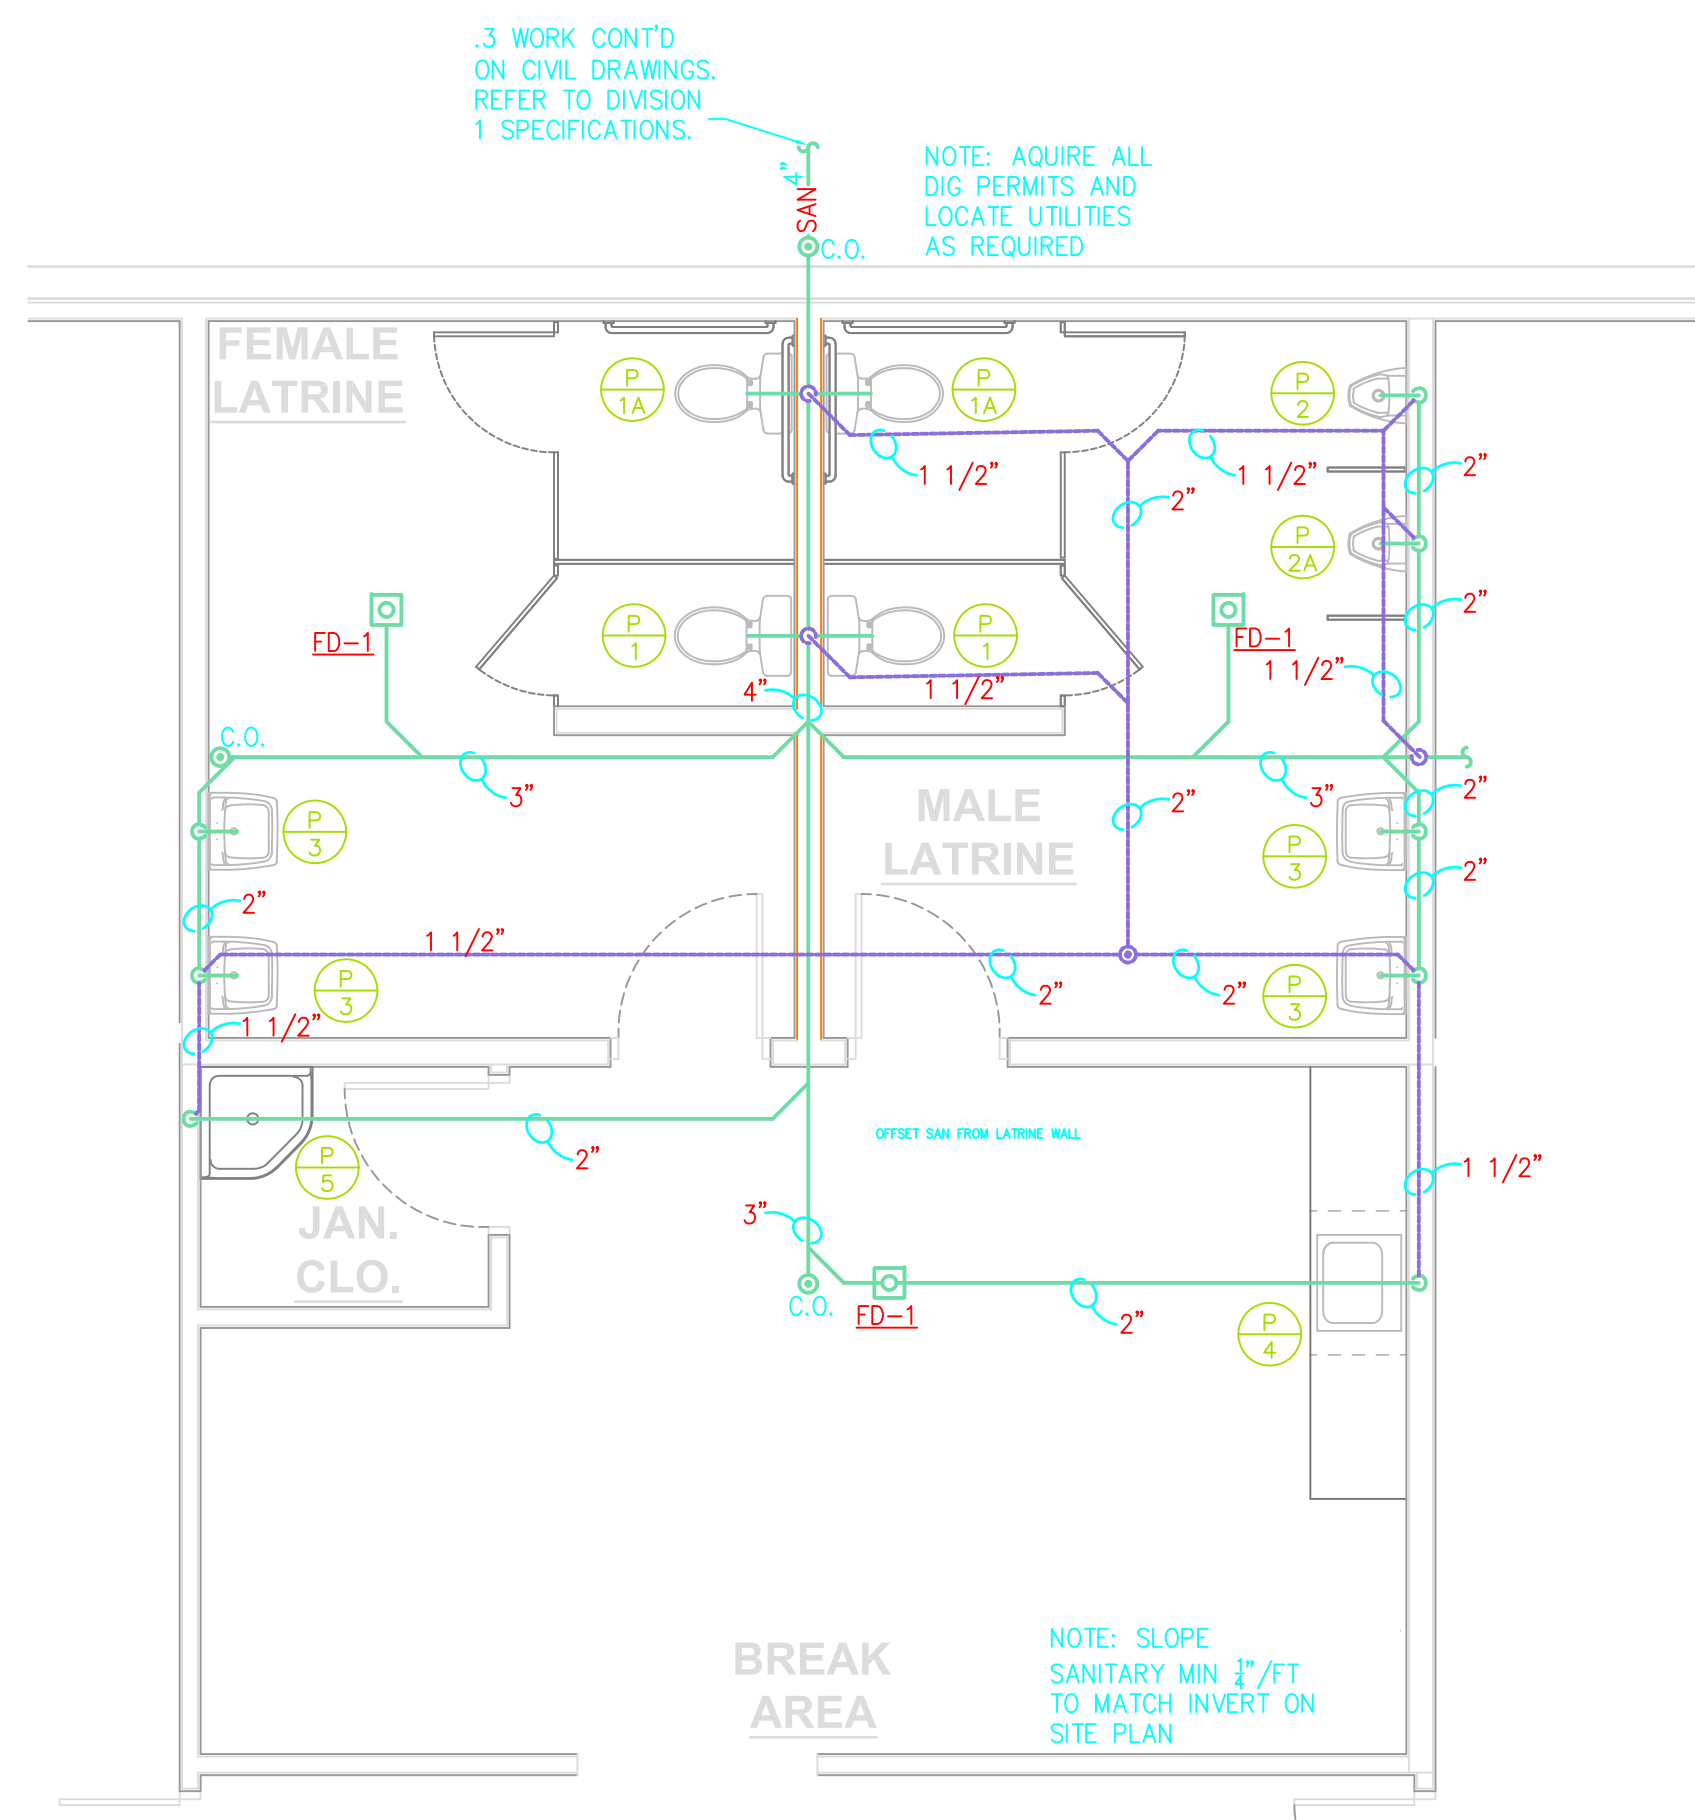 .3 WORK CONT'D
ON CIVIL DRAWINGS.
REFER TO DIVISION
1 SPECIFICATIONS.
4"
SAN
C.O.
NOTE: AQUIRE ALL
DIG PERMITS AND
LOCATE UTILITIES
AS REQUIRED
FEMALE
LATRINE
P
1A
P
1A
P
2
1 1/2"
1 1/2"
2"
2"
P
2A
P
1
P
1
FD-1
FD-1
2"
4"
1 1/2"
1 1/2"
C.O.
3"
3"
2"
MALE
LATRINE
2"
P
3
P
3
2"
2"
1 1/2"
P
3
2"
2"
P
3
1 1/2"
OFFSET SAN FROM LATRINE WALL
2"
P
5
1 1/2"
JAN.
CLO.
3"
C.O.
FD-1
2"
P
4
BREAK
AREA
NOTE: SLOPE
SANITARY MIN 1/4"/FT
TO MATCH INVERT ON
SITE PLAN